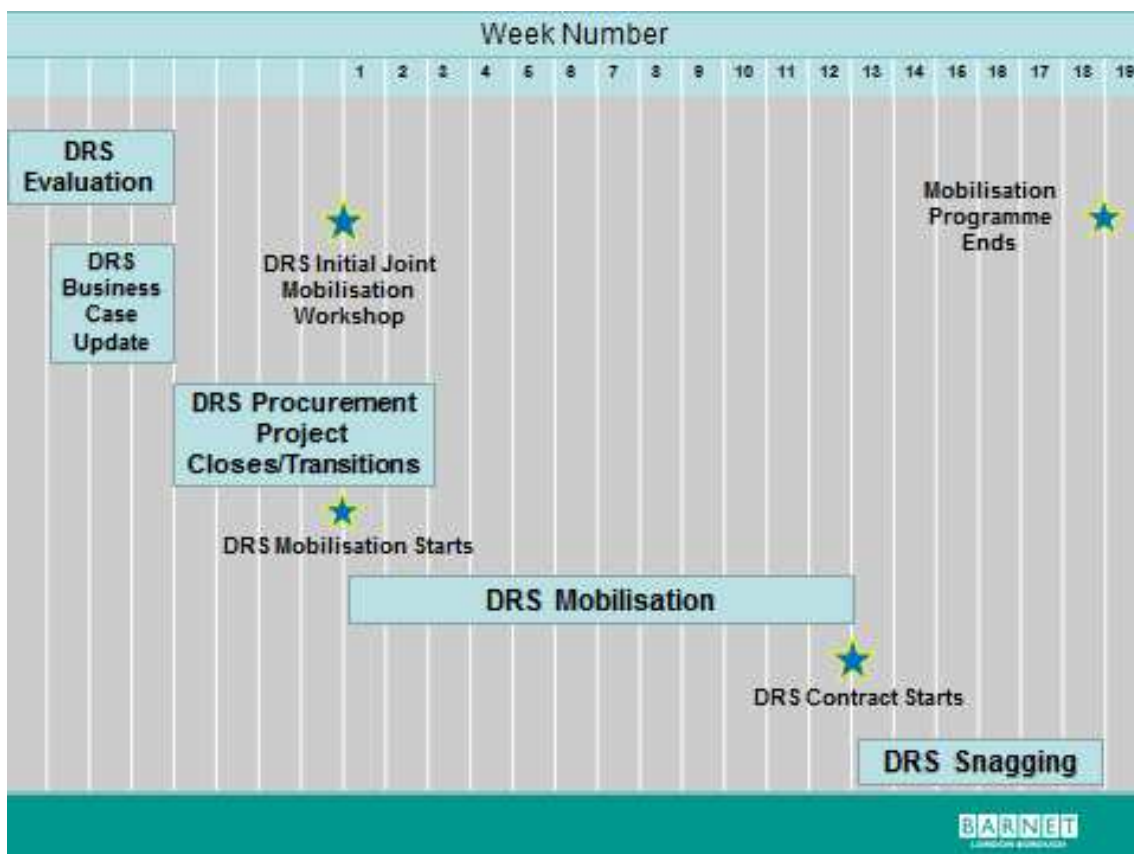 Week Number
1 2 3 4 5 6 7 8 9 10 11 12 13 14 15 16 17 18 19
DRS
Evaluation
DRS
Business
Case
Update
DRS Initial Joint
Mobilisation
Workshop
Mobilisation
Programme
Ends
DRS Procurement
Project
Closes/Transitions
DRS Mobilisation Starts
DRS Mobilisation
DRS Contract Starts
DRS Snagging
BARNET
LONDON BOROUGH